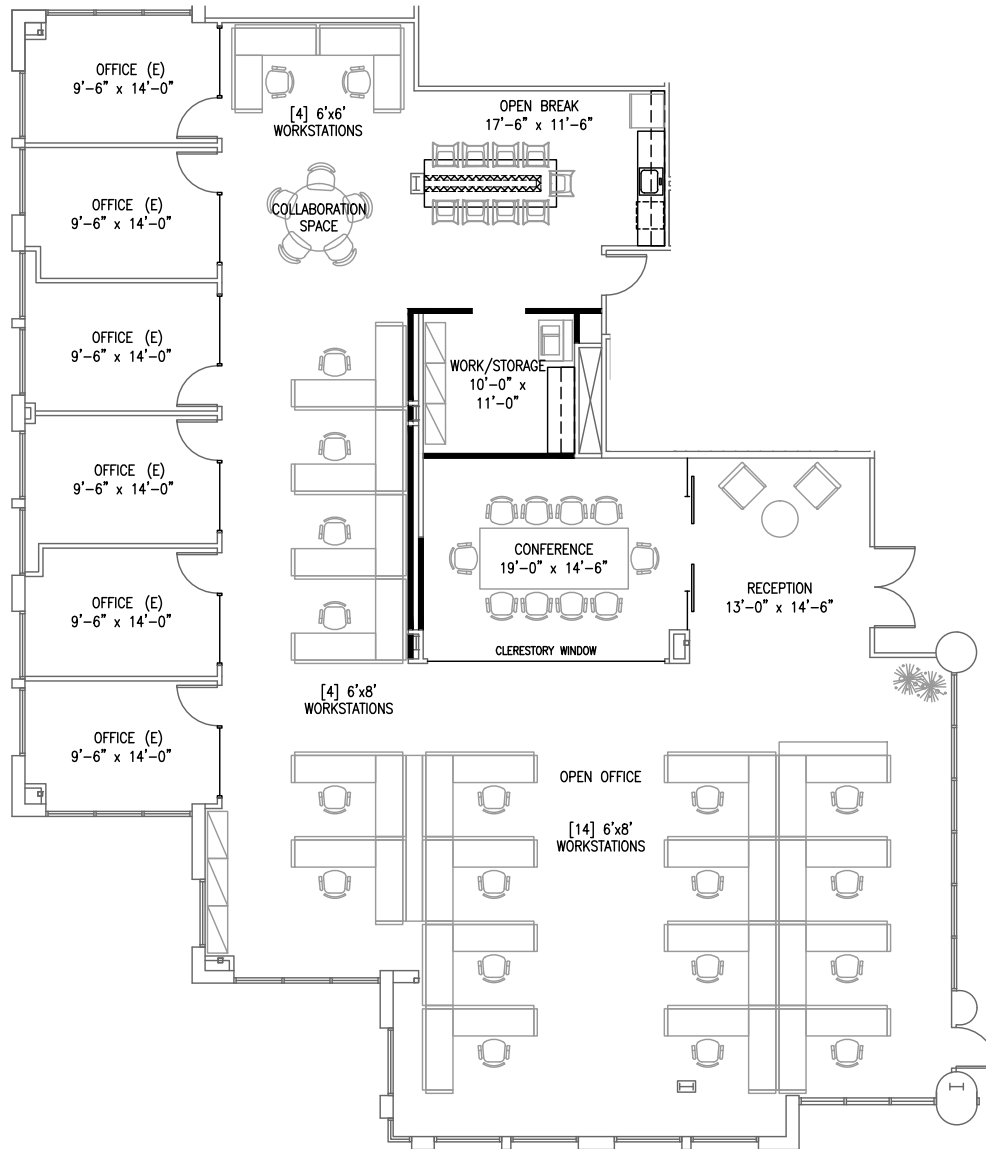 OFFICE (E)
9'-6" x 14'-0"
[4] 6'x6'
WORKSTATIONS
OPEN BREAK
17'-6" x 11'-6"
OFFICE (E)
9'-6" x 14'-0"
COLLABORATION
SPACE
OFFICE (E)
9'-6" x 14'-0"
WORK/STORAGE
10'-0" x
11'-0"
OFFICE (E)
9'-6" x 14'-0"
CONFERENCE
19'-0" x 14'-6"
RECEPTION
13'-0" x 14'-6"
OFFICE (E)
9'-6" x 14'-0"
CLERESTORY WINDOW
[4] 6'x8'
WORKSTATIONS
OFFICE (E)
9'-6" x 14'-0"
OPEN OFFICE
[14] 6'x8'
WORKSTATIONS